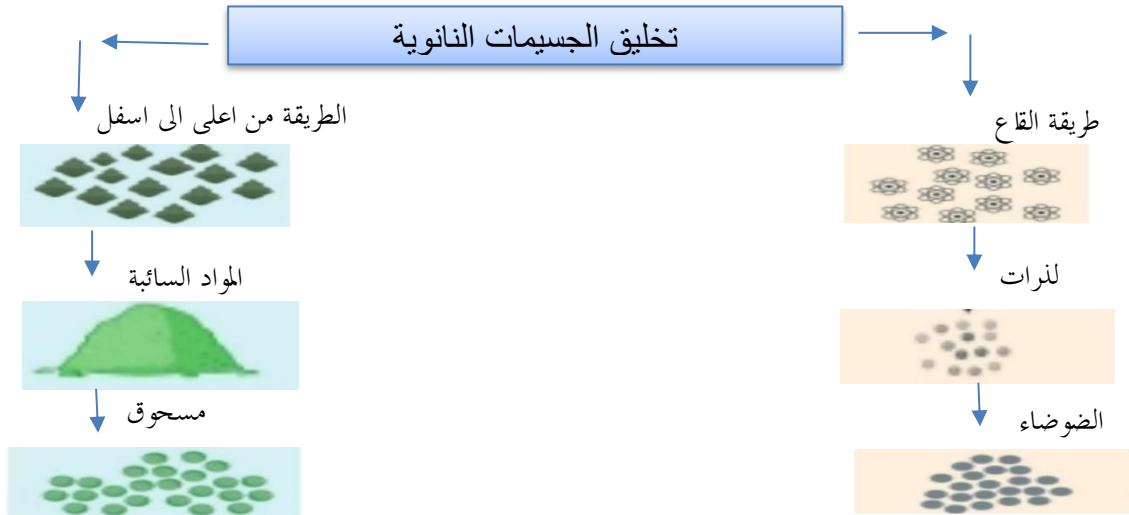 تخليق الجسيمات النانوية
طريقة القاع
الطريقة من اعلى الى اسفل
لذرات
المواد السائبة
الضوضاء
مسحوق